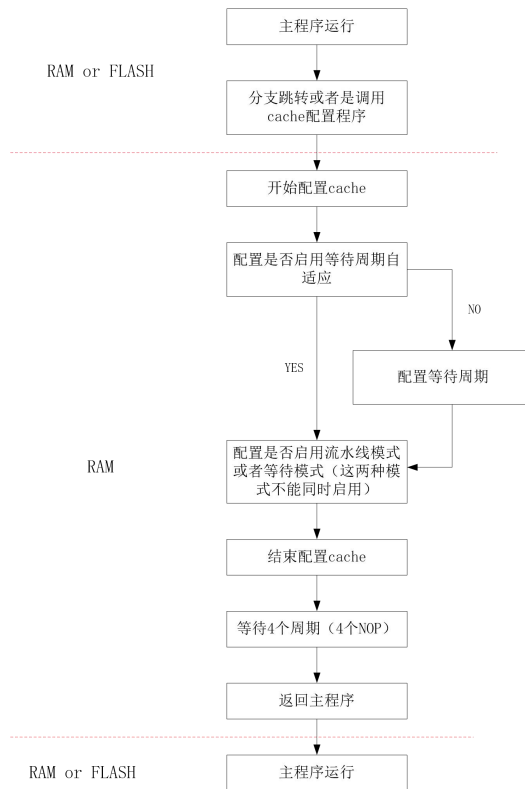 主程序运行
RAM or FLASH
分支跳转或者是调用
cache配置程序
开始配置cache
配置是否启用等待周期自
适应
NO
YES
配置等待周期
配置是否启用流水线模式
或者等待模式（这两种模
式不能同时启用）
RAM
结束配置cache
等待4个周期（4个NOP）
返回主程序
RAM or FLASH
主程序运行